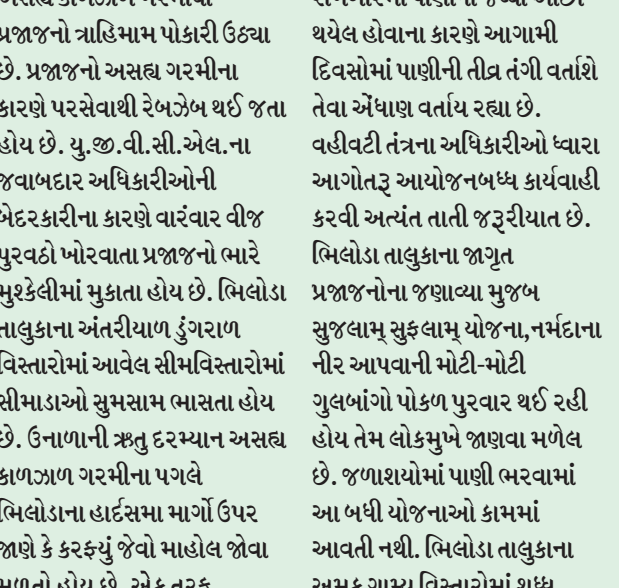 પ્રજાજનો ત્રાહિમામ પોકારી ઉઠ્યા
છે. પ્રજાજનો અસહ્ય ગરમીના
કારણે પરસેવાથી રેબઝેબ થઈ જતા
હોય છે. યુ.જી.વી.સી.એલ.ના
જવાબદાર અધિકારીઓની
બેદરકારીના કારણે વારંવાર વીજ
પુરવઠો ખોરવાતા પ્રજાજનો ભારે
મુશ્કેલીમાં મુકાતા હોય છે. ભિલોડા
તાલુકાના અંતરીયાળ ડુંગરાળ
વિસ્તારોમાં આવેલ સીમવિસ્તારોમાં
સીમાડાઓ સુમસામ ભાસતા હોય
છે. ઉનાળાની ઋતુ દરમ્યાન અસહ્ય
કાળઝાળ ગરમીના પગલે
ભિલોડાના હાર્દસમા માર્ગો ઉપર
જાણે કે કરફ્યું જેવો માહોલ જોવા
મળતો હોય છે. એક તરફ
થયેલ હોવાના કારણે આગામી
દિવસોમાં પાણીની તીવ્ર તંગી વર્તાશે
તેવા એંધાણ વર્તાય રહ્યા છે.
વહીવટી તંત્રના અધિકારીઓ ધ્વારા
આગોતરૂ આયોજનબધ્ધ કાર્યવાહી
કરવી અત્યંત તાતી જરૂરીયાત છે.
ભિલોડા તાલુકાના જાગૃત
પ્રજાજનોના જણાવ્યા મુજબ
સુજલામ્ સુફલામ્ યોજના,નર્મદાના
નીર આપવાની મોટી-મોટી
ગુલબાંગો પોકળ પુરવાર થઈ રહી
હોય તેમ લોકમુખે જાણવા મળેલ
છે. જળાશયોમાં પાણી ભરવામાં
આ બધી યોજનાઓ કામમાં
આવતી નથી. ભિલોડા તાલુકાના
અમુક ગ્રામ્ય વિસ્તારોમાં શુધ્ધ